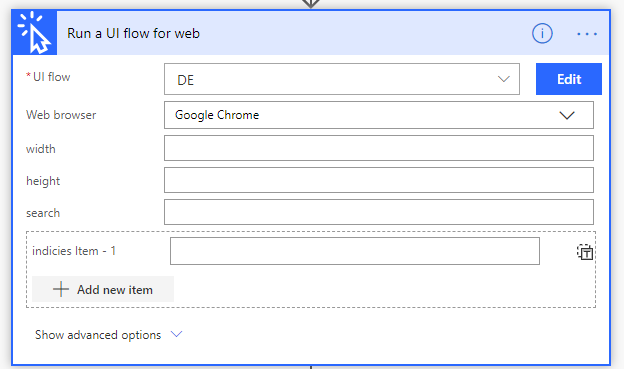 Run a UI flow for web
* UI flow
DE
Edit
Web browser
Google Chrome
width
height
search
indicies Item - 1
Add new item
Show advanced options